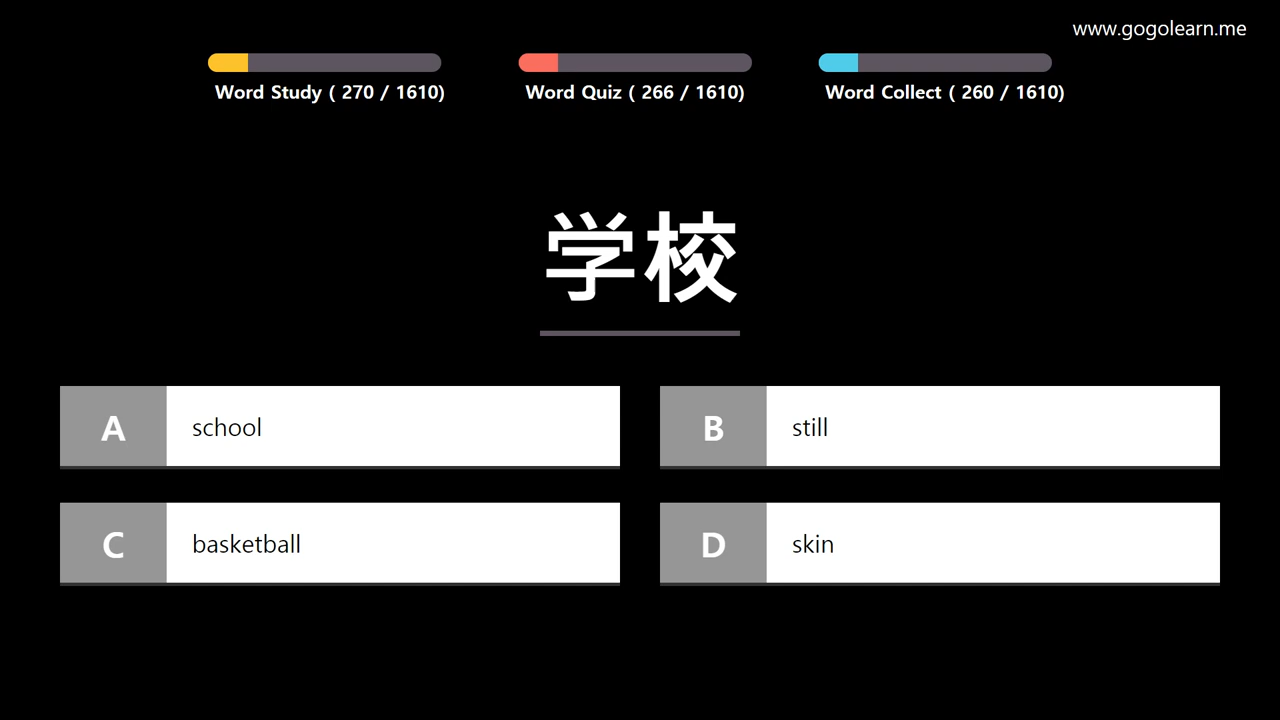 www.gogolearn.me
Word Study ( 270 / 1610)
Word Quiz ( 266 / 1610)
Word Collect ( 260 / 1610)
学校
A school
B still
C basketball
D skin